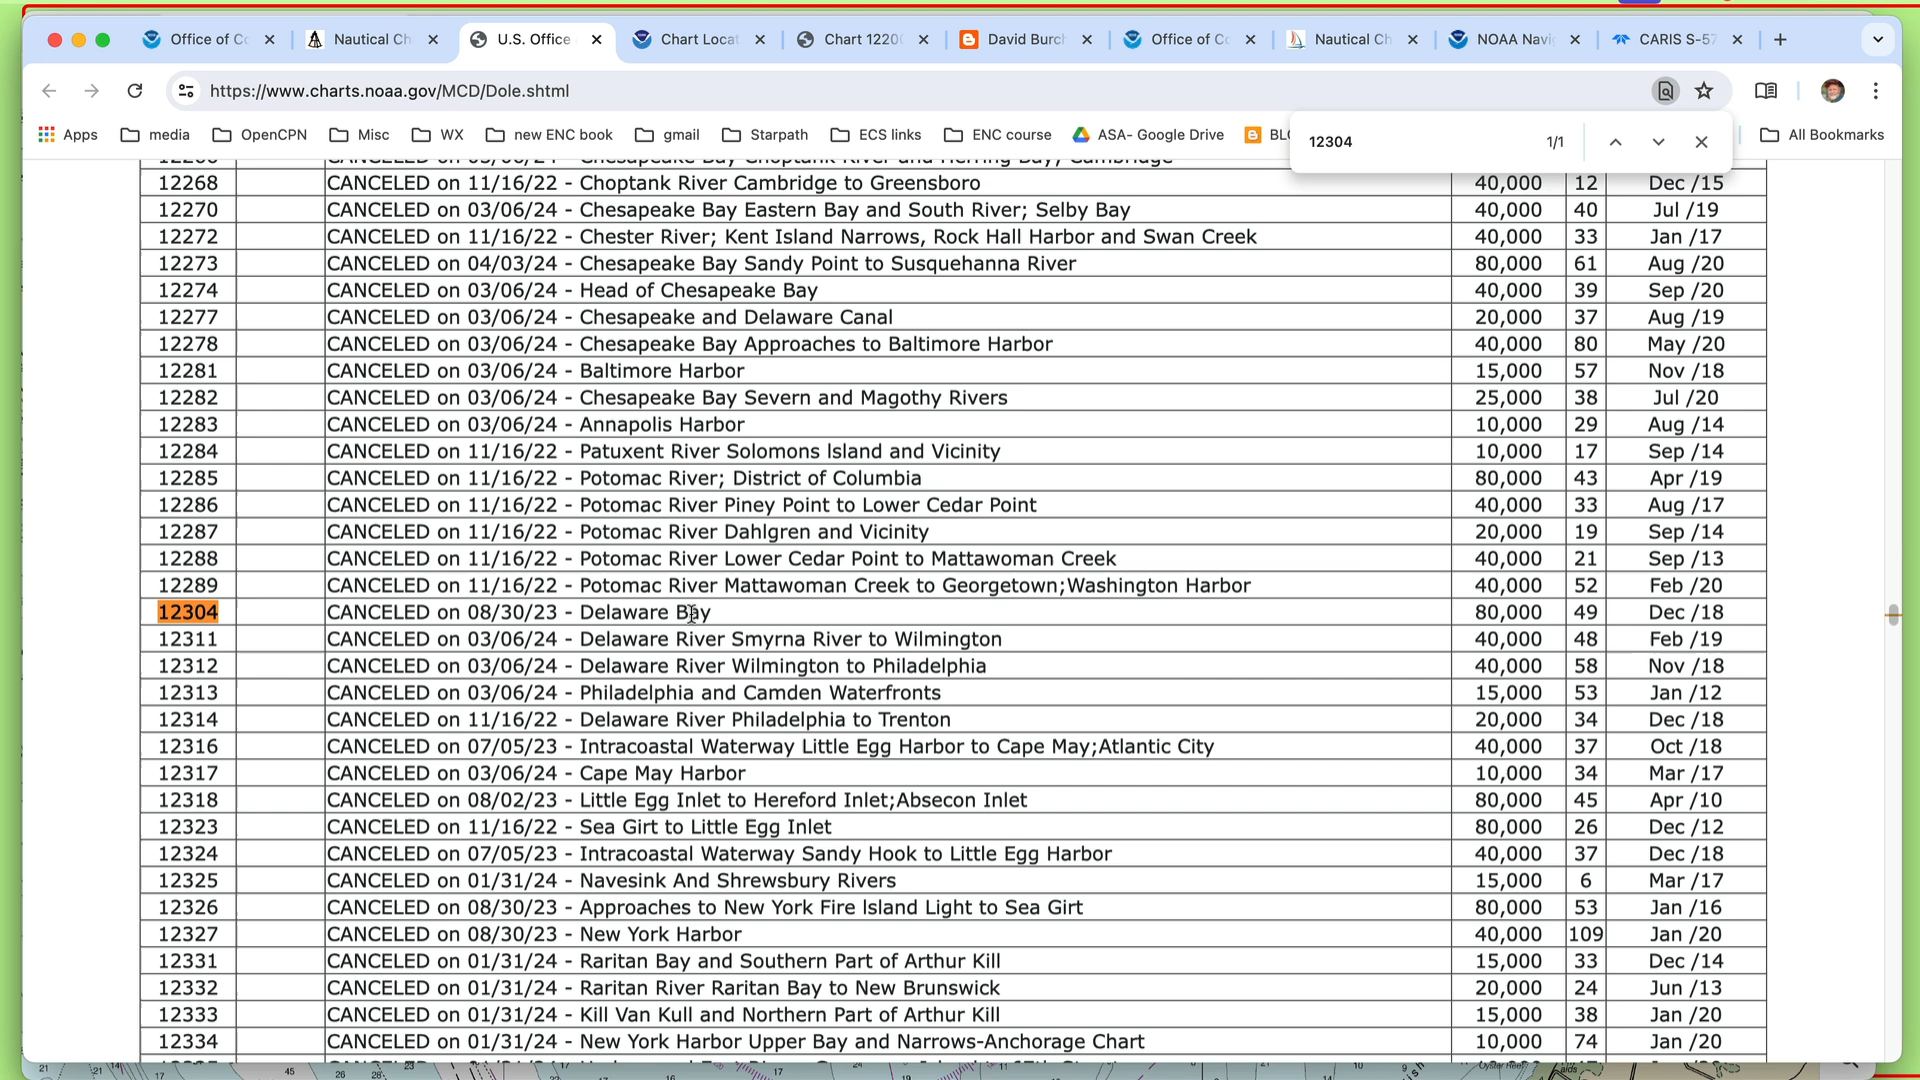 Office of Co
Nautical Ch
U.S. Office
Chart Locat
Chart 1220
David Burch
Office of Co
Nautical Ch
NOAA Navi
CARIS S-57
https://www.charts.noaa.gov/MCD/Dole.shtml
Apps media OpenCPN Misc WX new ENC book gmail Starpath ECS links ENC course ASA- Google Drive BLO All Bookmarks
12304 1/1
12268 CANCELED on 11/16/22 - Choptank River Cambridge to Greensboro 40,000 12 Dec /15
12270 CANCELED on 03/06/24 - Chesapeake Bay Eastern Bay and South River; Selby Bay 40,000 40 Jul /19
12272 CANCELED on 11/16/22 - Chester River; Kent Island Narrows, Rock Hall Harbor and Swan Creek 40,000 33 Jan /17
12273 CANCELED on 04/03/24 - Chesapeake Bay Sandy Point to Susquehanna River 80,000 61 Aug /20
12274 CANCELED on 03/06/24 - Head of Chesapeake Bay 40,000 39 Sep /20
12277 CANCELED on 03/06/24 - Chesapeake and Delaware Canal 20,000 37 Aug /19
12278 CANCELED on 03/06/24 - Chesapeake Bay Approaches to Baltimore Harbor 40,000 80 May /20
12281 CANCELED on 03/06/24 - Baltimore Harbor 15,000 57 Nov /18
12282 CANCELED on 03/06/24 - Chesapeake Bay Severn and Magothy Rivers 25,000 38 Jul /20
12283 CANCELED on 03/06/24 - Annapolis Harbor 10,000 29 Aug /14
12284 CANCELED on 11/16/22 - Patuxent River Solomons Island and Vicinity 10,000 17 Sep /14
12285 CANCELED on 11/16/22 - Potomac River; District of Columbia 80,000 43 Apr /19
12286 CANCELED on 11/16/22 - Potomac River Piney Point to Lower Cedar Point 40,000 33 Aug /17
12287 CANCELED on 11/16/22 - Potomac River Dahlgren and Vicinity 20,000 19 Sep /14
12288 CANCELED on 11/16/22 - Potomac River Lower Cedar Point to Mattawoman Creek 40,000 21 Sep /13
12289 CANCELED on 11/16/22 - Potomac River Mattawoman Creek to Georgetown;Washington Harbor 40,000 52 Feb /20
12304 CANCELED on 08/30/23 - Delaware Bay 80,000 49 Dec /18
12311 CANCELED on 03/06/24 - Delaware River Smyrna River to Wilmington 40,000 48 Feb /19
12312 CANCELED on 03/06/24 - Delaware River Wilmington to Philadelphia 40,000 58 Nov /18
12313 CANCELED on 03/06/24 - Philadelphia and Camden Waterfronts 15,000 53 Jan /12
12314 CANCELED on 11/16/22 - Delaware River Philadelphia to Trenton 20,000 34 Dec /18
12316 CANCELED on 07/05/23 - Intracoastal Waterway Little Egg Harbor to Cape May;Atlantic City 40,000 37 Oct /18
12317 CANCELED on 03/06/24 - Cape May Harbor 10,000 34 Mar /17
12318 CANCELED on 08/02/23 - Little Egg Inlet to Hereford Inlet;Absecon Inlet 80,000 45 Apr /10
12323 CANCELED on 11/16/22 - Sea Girt to Little Egg Inlet 80,000 26 Dec /12
12324 CANCELED on 07/05/23 - Intracoastal Waterway Sandy Hook to Little Egg Harbor 40,000 37 Dec /18
12325 CANCELED on 01/31/24 - Navesink And Shrewsbury Rivers 15,000 6 Mar /17
12326 CANCELED on 08/30/23 - Approaches to New York Fire Island Light to Sea Girt 80,000 53 Jan /16
12327 CANCELED on 08/30/23 - New York Harbor 40,000 109 Jan /20
12331 CANCELED on 01/31/24 - Raritan Bay and Southern Part of Arthur Kill 15,000 33 Dec /14
12332 CANCELED on 01/31/24 - Raritan River Raritan Bay to New Brunswick 20,000 24 Jun /13
12333 CANCELED on 01/31/24 - Kill Van Kull and Northern Part of Arthur Kill 15,000 38 Jan /20
12334 CANCELED on 01/31/24 - New York Harbor Upper Bay and Narrows-Anchorage Chart 10,000 74 Jan /20